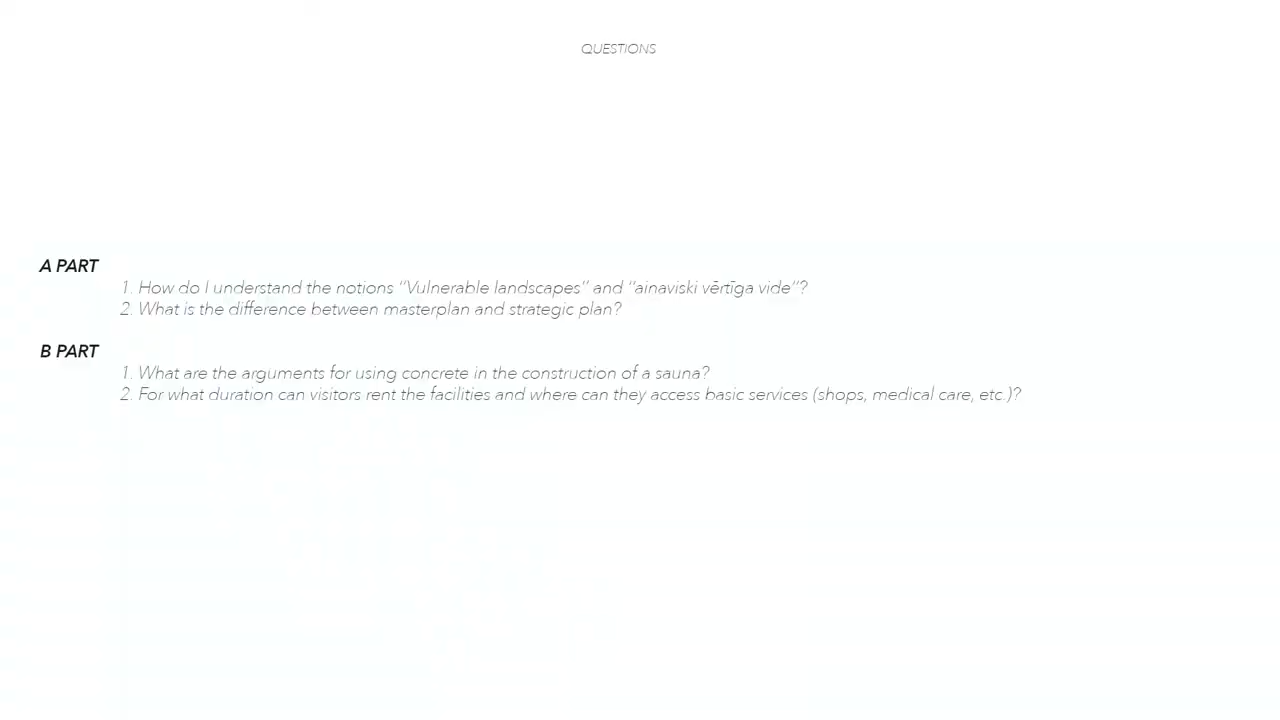 QUESTIONS
A PART
1. How do I understand the notions “Vulnerable landscapes” and “ainaviski vērtīga vide”?
2. What is the difference between masterplan and strategic plan?
B PART
1. What are the arguments for using concrete in the construction of a sauna?
2. For what duration can visitors rent the facilities and where can they access basic services (shops, medical care, etc.)?